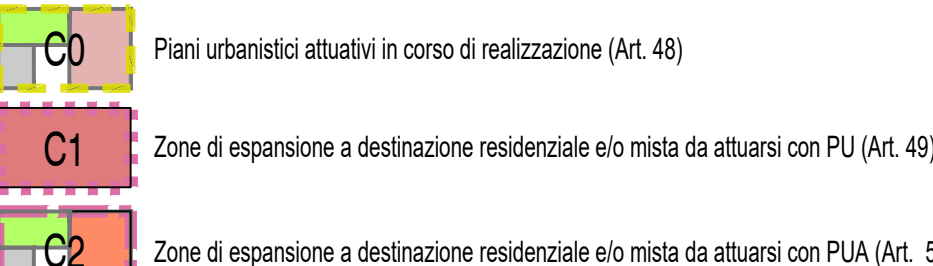 C0 Piani urbanistici attuativi in corso di realizzazione (Art. 48)
C1 Zone di espansione a destinazione residenziale e/o mista da attuarsi con PU (Art. 49)
C2 Zone di espansione a destinazione residenziale e/o mista da attuarsi con PUA (Art. 5